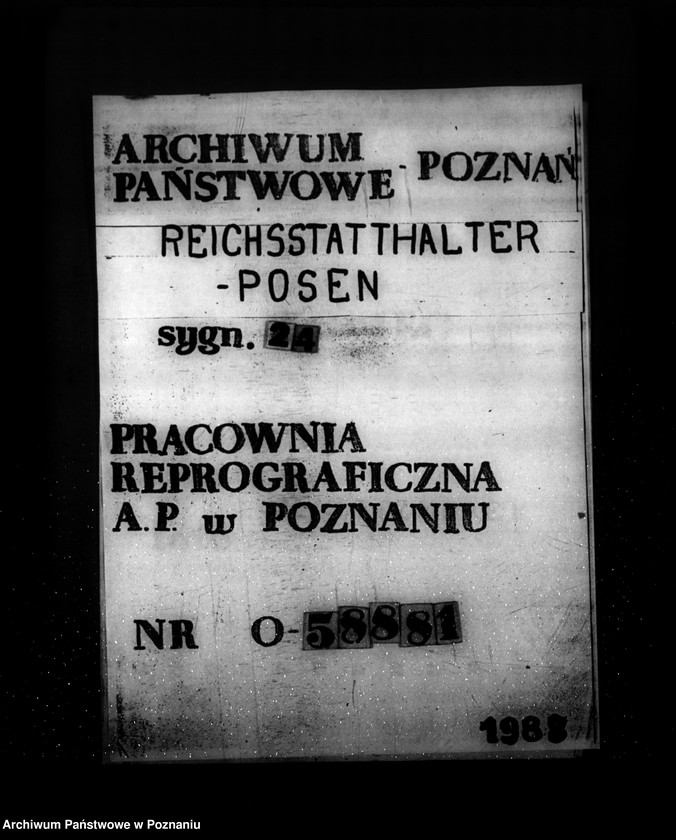 ARCHIWUM
PAŃSTWOWE - POZNAŃ
REICHSSTATTHALTER
-POSEN
sygn. 24
PRACOWNIA
REPROGRAFICZNA
A.P. w POZNANIU
NR O-58881
Archiwum Państwowe w Poznaniu